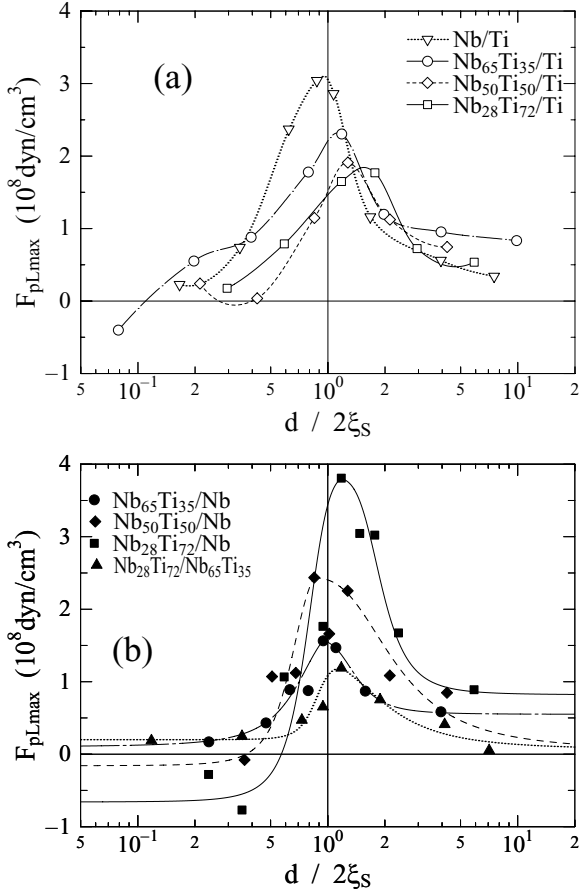 (a)
Nb/Ti
Nb65Ti35/Ti
Nb50Ti50/Ti
Nb28Ti72/Ti
FpLmax (10^8dyn/cm^3)
4
3
2
1
0
−1
5 10^−1 2 5 10^0 2 5 10^1 2
d / 2ξS
Nb65Ti35/Nb
Nb50Ti50/Nb
Nb28Ti72/Nb
Nb28Ti72/Nb65Ti35
(b)
FpLmax (10^8dyn/cm^3)
4
3
2
1
0
−1
5 10^−1 2 5 10^0 2 5 10^1 2
d / 2ξS